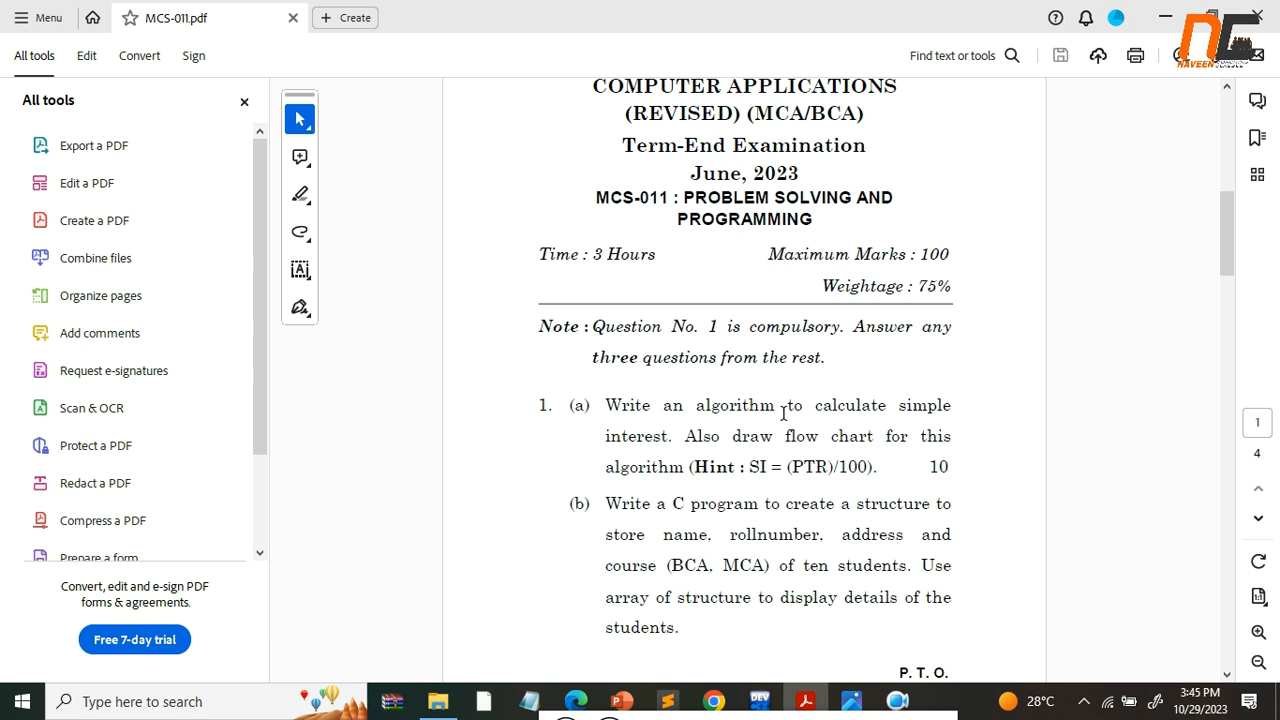 Menu
MCS-011.pdf
Create
All tools
Edit
Convert
Sign
Find text or tools
NAVEEN
All tools
Export a PDF
Edit a PDF
Create a PDF
Combine files
Organize pages
Add comments
Request e-signatures
Scan & OCR
Protect a PDF
Redact a PDF
Compress a PDF
Prepare a form
Convert, edit and e-sign PDF
forms & agreements.
Free 7-day trial
COMPUTER APPLICATIONS
(REVISED) (MCA/BCA)
Term-End Examination
June, 2023
MCS-011 : PROBLEM SOLVING AND
PROGRAMMING
Time : 3 Hours Maximum Marks : 100
Weightage : 75%
Note : Question No. 1 is compulsory. Answer any
three questions from the rest.
1. (a) Write an algorithm to calculate simple
interest. Also draw flow chart for this
algorithm (Hint : SI = (PTR)/100). 10
(b) Write a C program to create a structure to
store name, rollnumber, address and
course (BCA, MCA) of ten students. Use
array of structure to display details of the
students.
P. T. O.
1
4
Type here to search
DEV
28°C
3:45 PM
10/29/2023